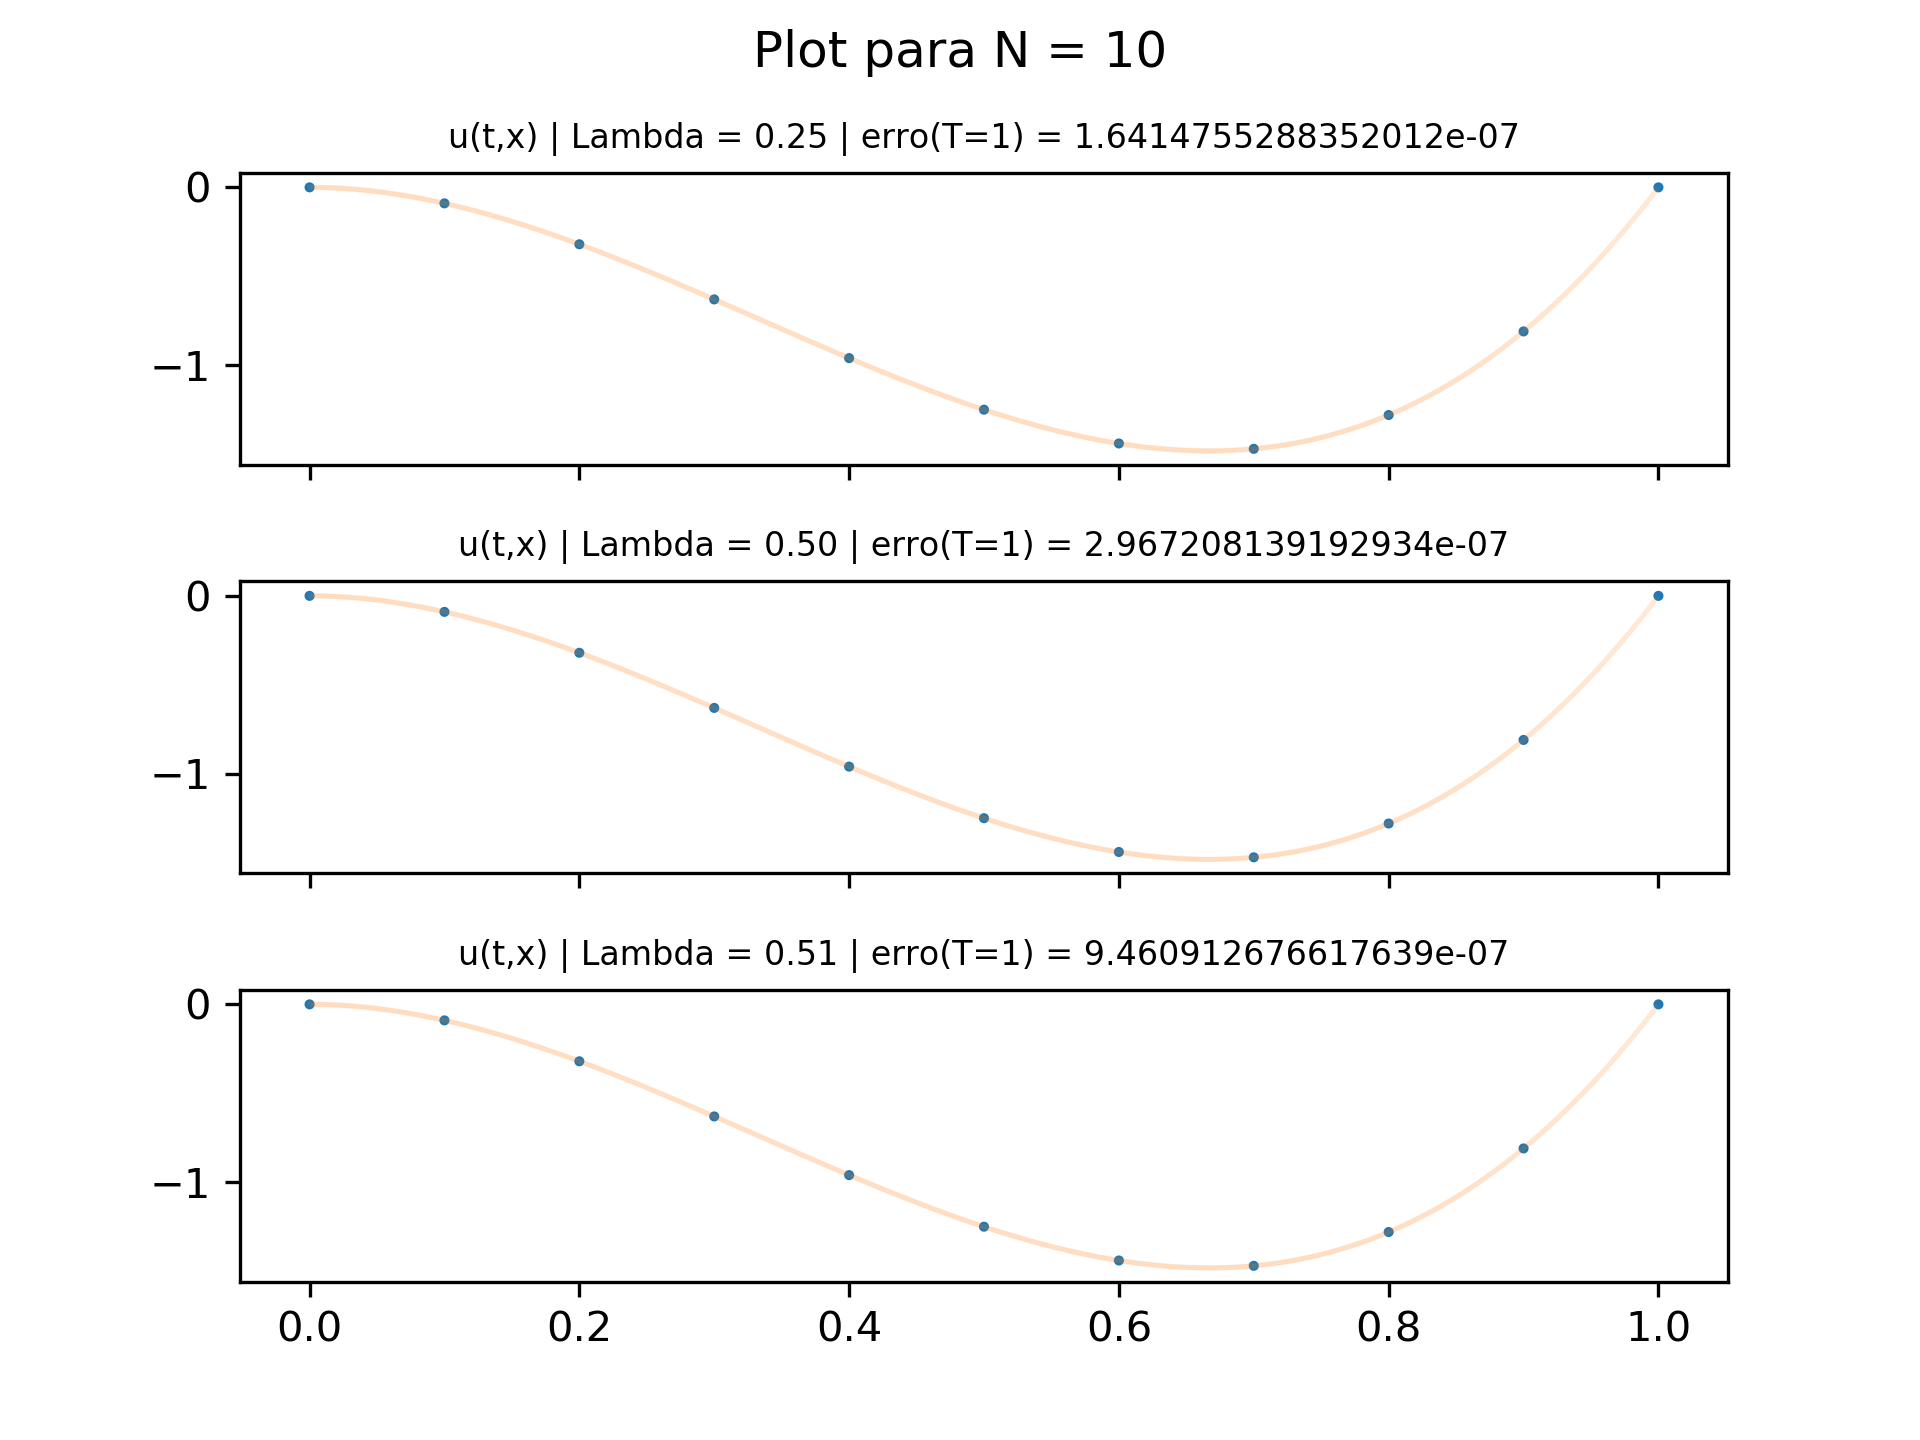 Plot para N = 10
u(t,x) | Lambda = 0.25 | erro(T=1) = 1.6414755288352012e-07
0
−1
u(t,x) | Lambda = 0.50 | erro(T=1) = 2.967208139192934e-07
0
−1
u(t,x) | Lambda = 0.51 | erro(T=1) = 9.460912676617639e-07
0
−1
0.0 0.2 0.4 0.6 0.8 1.0